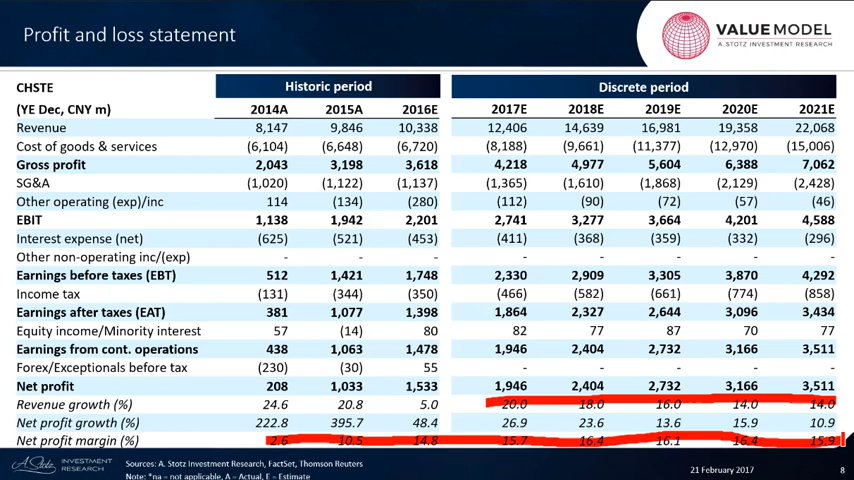 Profit and loss statement
VALUE MODEL
A. STOTZ INVESTMENT RESEARCH
CHSTE Historic period Discrete period
(YE Dec, CNY m) 2014A 2015A 2016E 2017E 2018E 2019E 2020E 2021E
Revenue 8,147 9,846 10,338 12,406 14,639 16,981 19,358 22,068
Cost of goods & services (6,104) (6,648) (6,720) (8,188) (9,661) (11,377) (12,970) (15,006)
Gross profit 2,043 3,198 3,618 4,218 4,977 5,604 6,388 7,062
SG&A (1,020) (1,122) (1,137) (1,365) (1,610) (1,868) (2,129) (2,428)
Other operating (exp)/inc 114 (134) (280) (112) (90) (72) (57) (46)
EBIT 1,138 1,942 2,201 2,741 3,277 3,664 4,201 4,588
Interest expense (net) (625) (521) (453) (411) (368) (359) (332) (296)
Other non-operating inc/(exp) - - - - - - - -
Earnings before taxes (EBT) 512 1,421 1,748 2,330 2,909 3,305 3,870 4,292
Income tax (131) (344) (350) (466) (582) (661) (774) (858)
Earnings after taxes (EAT) 381 1,077 1,398 1,864 2,327 2,644 3,096 3,434
Equity income/Minority interest 57 (14) 80 82 77 87 70 77
Earnings from cont. operations 438 1,063 1,478 1,946 2,404 2,732 3,166 3,511
Forex/Exceptionals before tax (230) (30) 55 - - - - -
Net profit 208 1,033 1,533 1,946 2,404 2,732 3,166 3,511
Revenue growth (%) 24.6 20.8 5.0 20.0 18.0 16.0 14.0 14.0
Net profit growth (%) 222.8 395.7 48.4 26.9 23.6 13.6 15.9 10.9
Net profit margin (%) 2.6 10.5 14.8 15.7 16.4 16.1 16.4 15.9
A. Stotz INVESTMENT
RESEARCH
Sources: A. Stotz Investment Research, FactSet, Thomson Reuters
Note: *na = not applicable, A = Actual, E = Estimate
21 February 2017 8